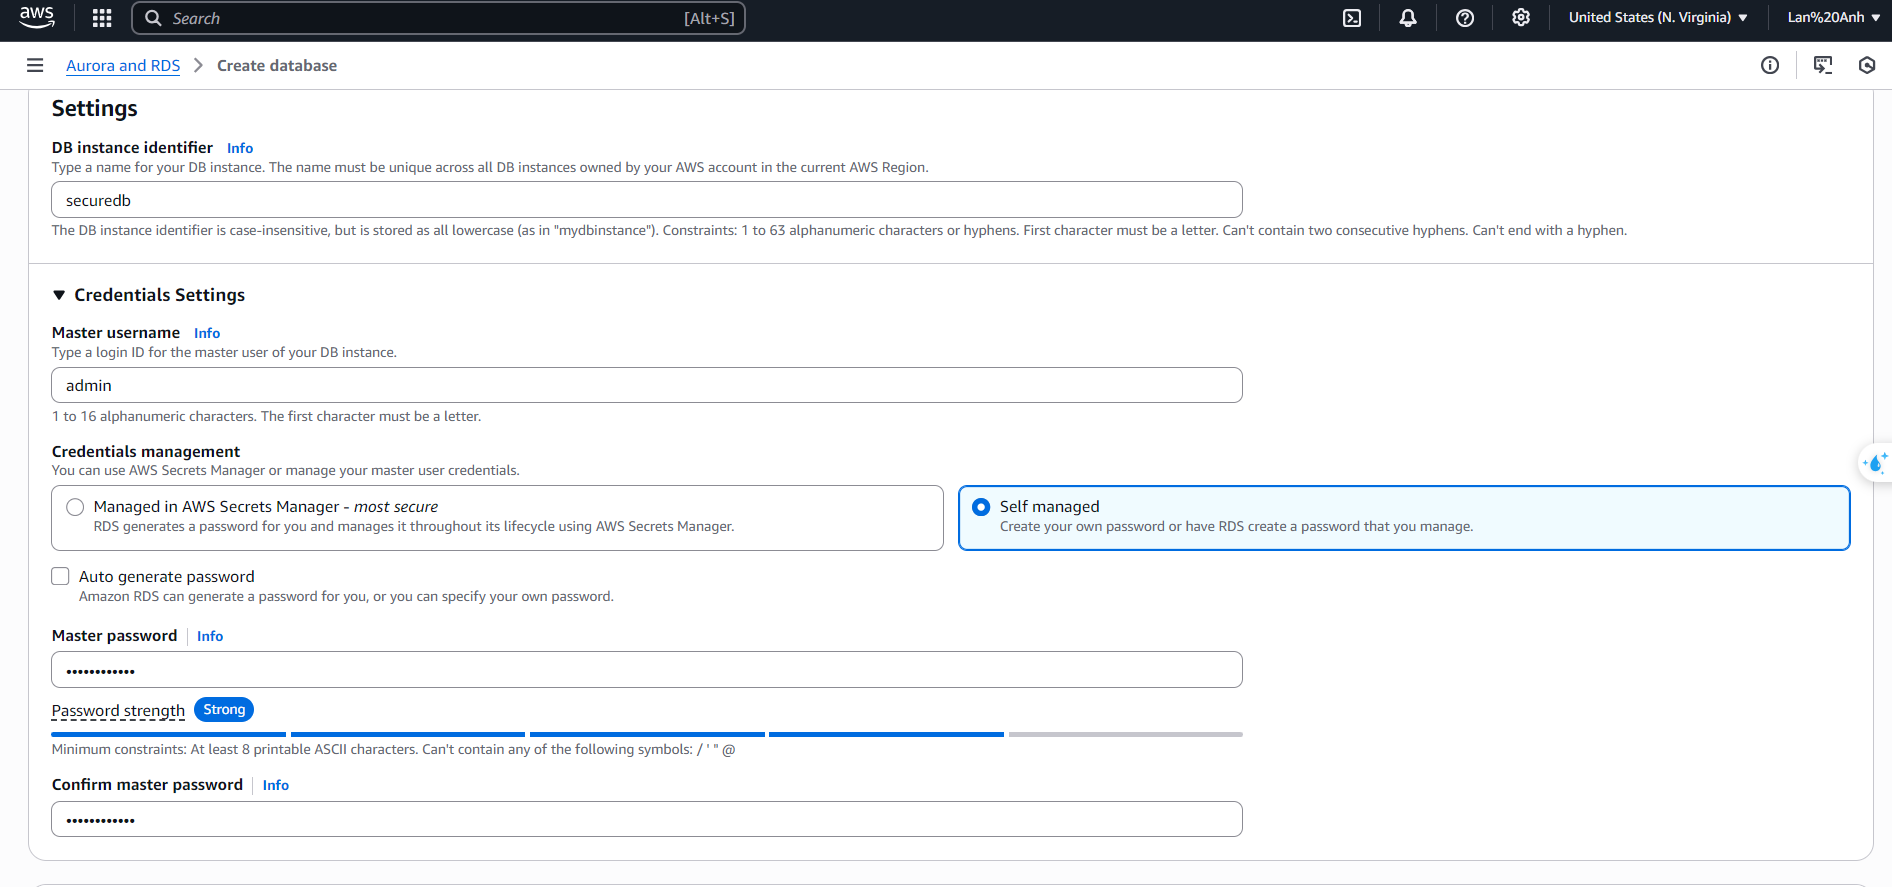 aws
Search [Alt+S]
United States (N. Virginia) ▼ Lan%20Anh ▼
Aurora and RDS > Create database
Settings
DB instance identifier Info
Type a name for your DB instance. The name must be unique across all DB instances owned by your AWS account in the current AWS Region.
securedb
The DB instance identifier is case-insensitive, but is stored as all lowercase (as in "mydbinstance"). Constraints: 1 to 63 alphanumeric characters or hyphens. First character must be a letter. Can't contain two consecutive hyphens. Can't end with a hyphen.
▼ Credentials Settings
Master username Info
Type a login ID for the master user of your DB instance.
admin
1 to 16 alphanumeric characters. The first character must be a letter.
Credentials management
You can use AWS Secrets Manager or manage your master user credentials.
Managed in AWS Secrets Manager - most secure
RDS generates a password for you and manages it throughout its lifecycle using AWS Secrets Manager.
Self managed
Create your own password or have RDS create a password that you manage.
Auto generate password
Amazon RDS can generate a password for you, or you can specify your own password.
Master password Info
••••••••••••
Password strength Strong
Minimum constraints: At least 8 printable ASCII characters. Can't contain any of the following symbols: / ' " @
Confirm master password Info
••••••••••••